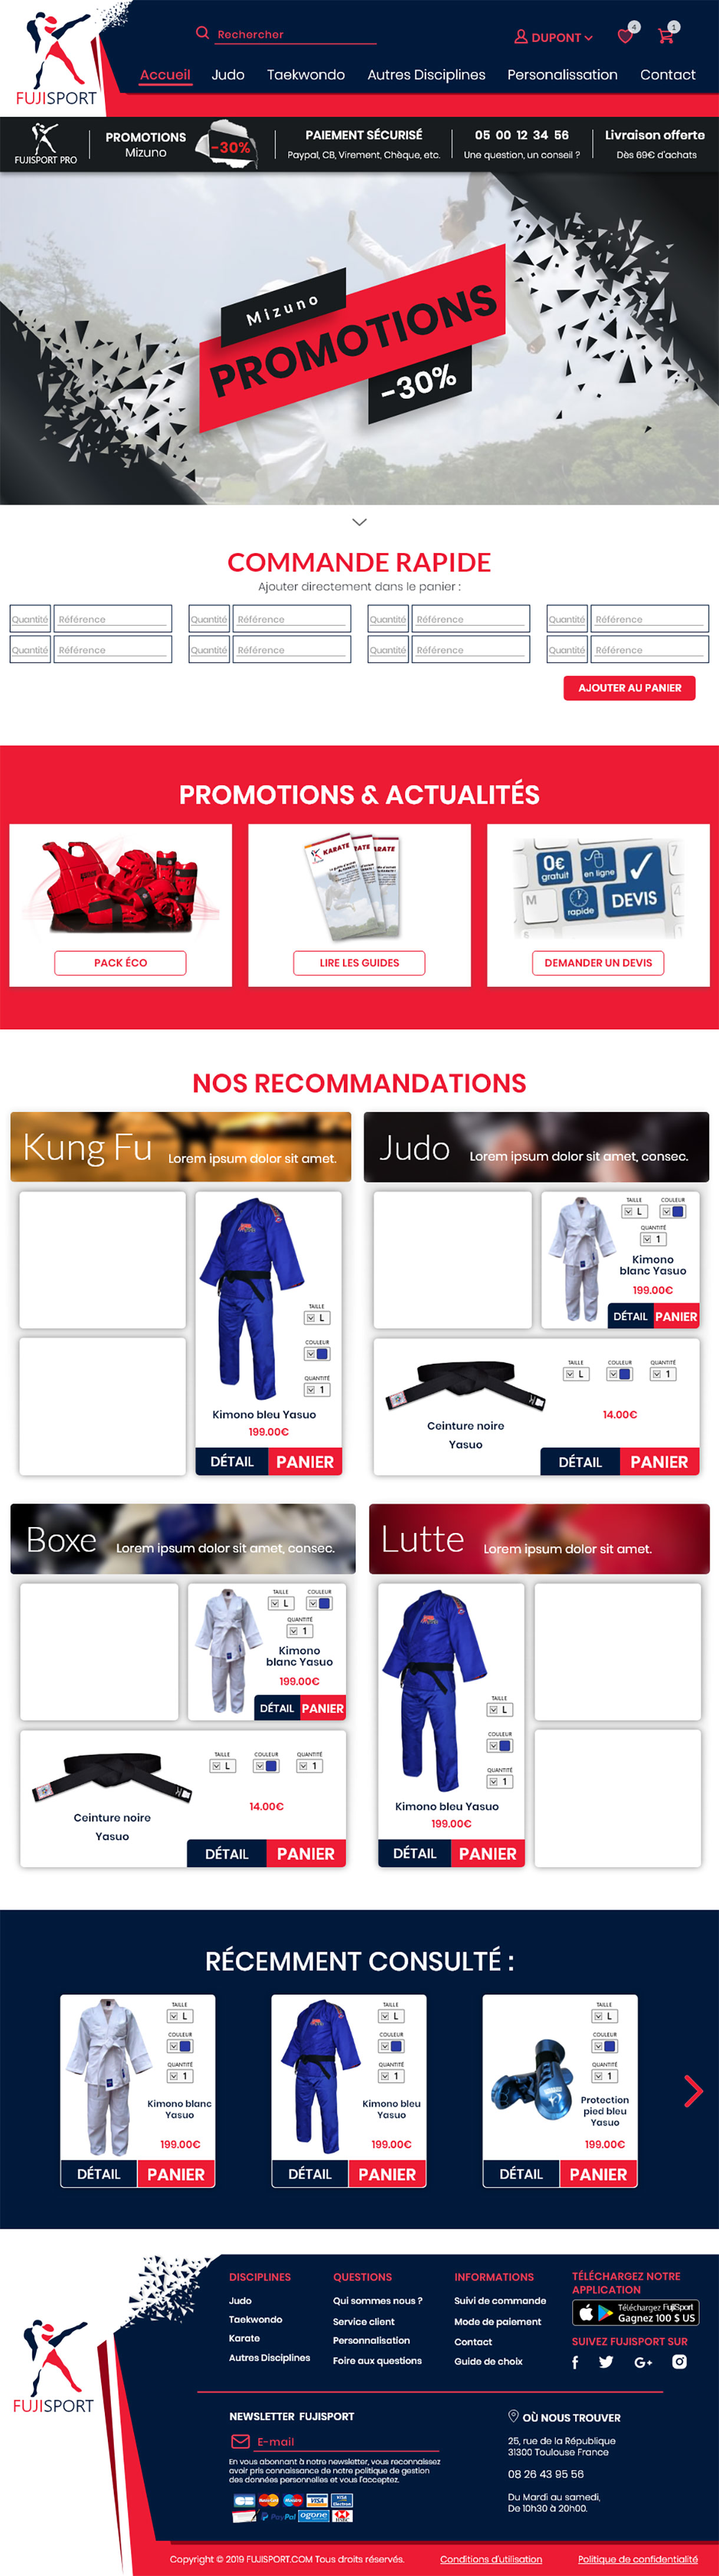 FUJISPORT
Rechercher
DUPONT
4
1
Accueil Judo Taekwondo Autres Disciplines Personalissation Contact
FUJISPORT PRO
PROMOTIONS
Mizuno
-30%
PAIEMENT SÉCURISÉ
Paypal, CB, Virement, Chèque, etc.
05 00 12 34 56
Une question, un conseil ?
Livraison offerte
Dès 69€ d'achats
Mizuno
PROMOTIONS
-30%
COMMANDE RAPIDE
Ajouter directement dans le panier :
Quantité Référence Quantité Référence Quantité Référence Quantité Référence
Quantité Référence Quantité Référence Quantité Référence Quantité Référence
AJOUTER AU PANIER
PROMOTIONS & ACTUALITÉS
KARATE
0€
gratuit
en ligne
rapide
DEVIS
M
7
4
PACK ÉCO
LIRE LES GUIDES
DEMANDER UN DEVIS
NOS RECOMMANDATIONS
Kung Fu Lorem ipsum dolor sit amet.
TAILLE
L
COULEUR
QUANTITÉ
1
Kimono bleu Yasuo
199.00€
DÉTAIL PANIER
Judo Lorem ipsum dolor sit amet, consec.
TAILLE COULEUR
L
QUANTITÉ
1
Kimono
blanc Yasuo
199.00€
DÉTAIL PANIER
TAILLE COULEUR QUANTITÉ
L 1
14.00€
Ceinture noire
Yasuo
DÉTAIL PANIER
Boxe Lorem ipsum dolor sit amet, consec.
TAILLE COULEUR
L
QUANTITÉ
1
Kimono
blanc Yasuo
199.00€
DÉTAIL PANIER
TAILLE COULEUR QUANTITÉ
L 1
14.00€
Ceinture noire
Yasuo
DÉTAIL PANIER
Lutte Lorem ipsum dolor sit amet.
TAILLE
L
COULEUR
QUANTITÉ
1
Kimono bleu Yasuo
199.00€
DÉTAIL PANIER
RÉCEMMENT CONSULTÉ :
TAILLE
L
COULEUR
QUANTITÉ
1
Kimono blanc
Yasuo
199.00€
DÉTAIL PANIER
TAILLE
L
COULEUR
QUANTITÉ
1
Kimono bleu
Yasuo
199.00€
DÉTAIL PANIER
TAILLE
L
COULEUR
QUANTITÉ
1
Protection
pied bleu
Yasuo
199.00€
DÉTAIL PANIER
FUJISPORT
DISCIPLINES
Judo
Taekwondo
Karate
Autres Disciplines
QUESTIONS
Qui sommes nous ?
Service client
Personnalisation
Foire aux questions
INFORMATIONS
Suivi de commande
Mode de paiement
Contact
Guide de choix
TÉLÉCHARGEZ NOTRE
APPLICATION
Téléchargez FujiSport
Gagnez 100 $ US
SUIVEZ FUJISPORT SUR
f G+
NEWSLETTER FUJISPORT
E-mail
En vous abonnant à notre newsletter, vous reconnaissez
avoir pris connaissance de notre politique de gestion
des données personnelles et vous l'acceptez.
CB MasterCard Maestro VISA VISA
PayPal ogone
OÙ NOUS TROUVER
25, rue de la République
31300 Toulouse France
08 26 43 95 56
Du Mardi au samedi,
De 10h30 à 20h00.
Copyright © 2019 FUJISPORT.COM Tous droits réservés.
Conditions d'utilisation
Politique de confidentialité